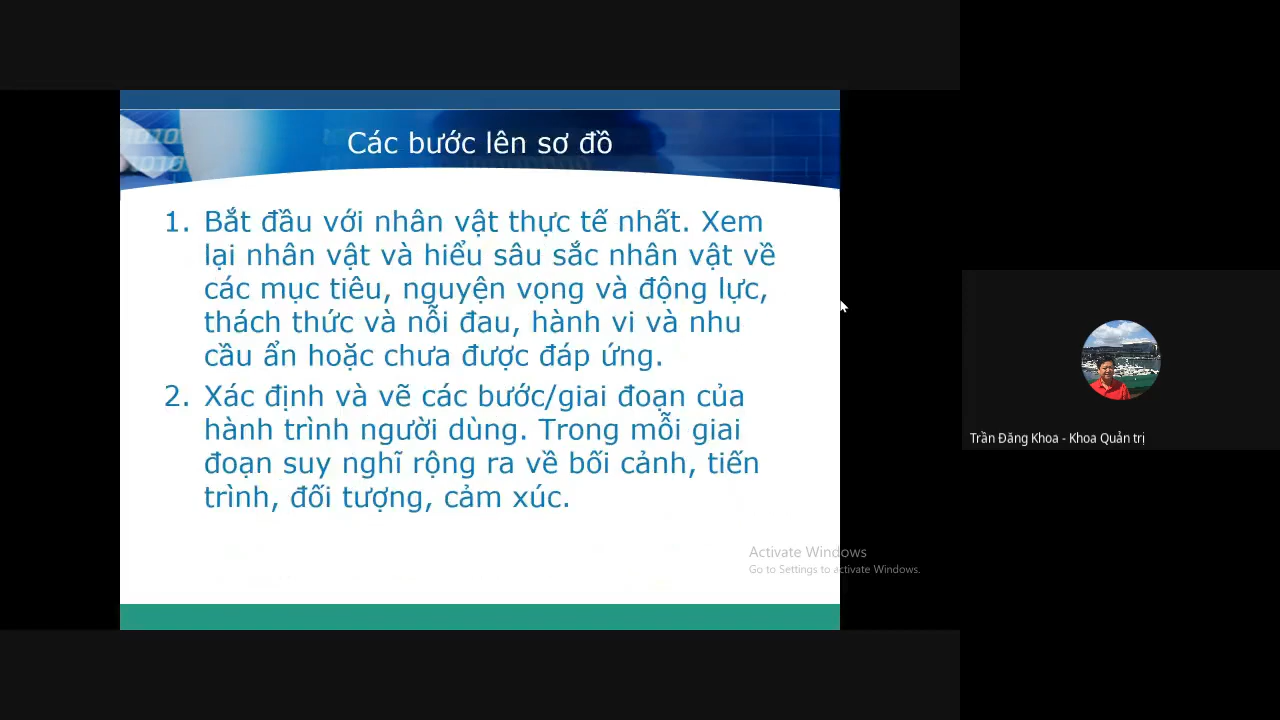 Các bước lên sơ đồ
1. Bắt đầu với nhân vật thực tế nhất. Xem
lại nhân vật và hiểu sâu sắc nhân vật về
các mục tiêu, nguyện vọng và động lực,
thách thức và nỗi đau, hành vi và nhu
cầu ẩn hoặc chưa được đáp ứng.
2. Xác định và vẽ các bước/giai đoạn của
hành trình người dùng. Trong mỗi giai
đoạn suy nghĩ rộng ra về bối cảnh, tiến
trình, đối tượng, cảm xúc.
Activate Windows
Go to Settings to activate Windows.
Trần Đăng Khoa - Khoa Quản trị